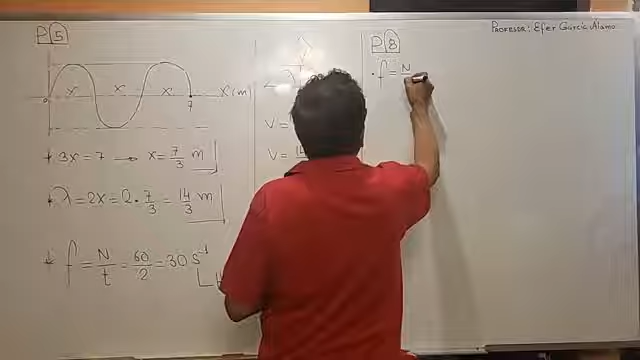 PROFESOR: Efer García Álamo
P5
x x x x(m)
0 7
* 3x = 7 → x = 7/3 m
* λ = 2x = 2 · 7/3 = 14/3 m
* f = N/t = 60/2 = 30 s⁻¹
V =
V =
P8
· f = N